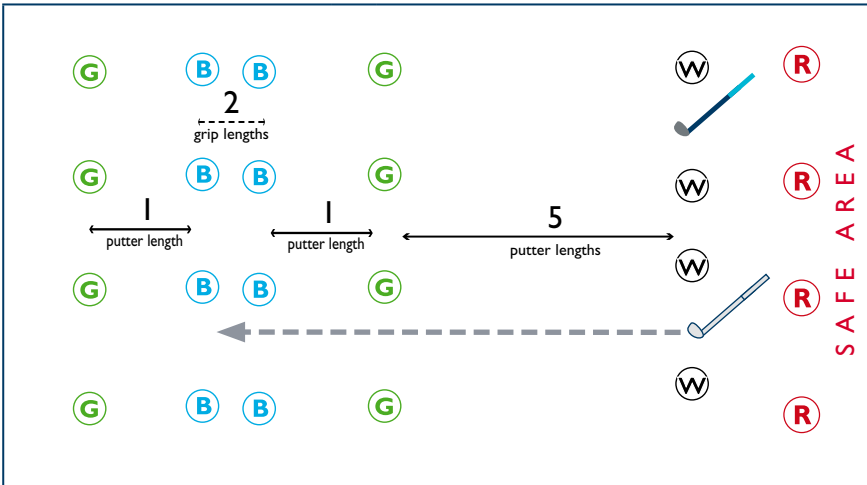 G B B G W R
2
grip lengths
G B B G W R
1 1 5
putter length putter length putter lengths
W
G B B G R
W
G B B G R
SAFE AREA